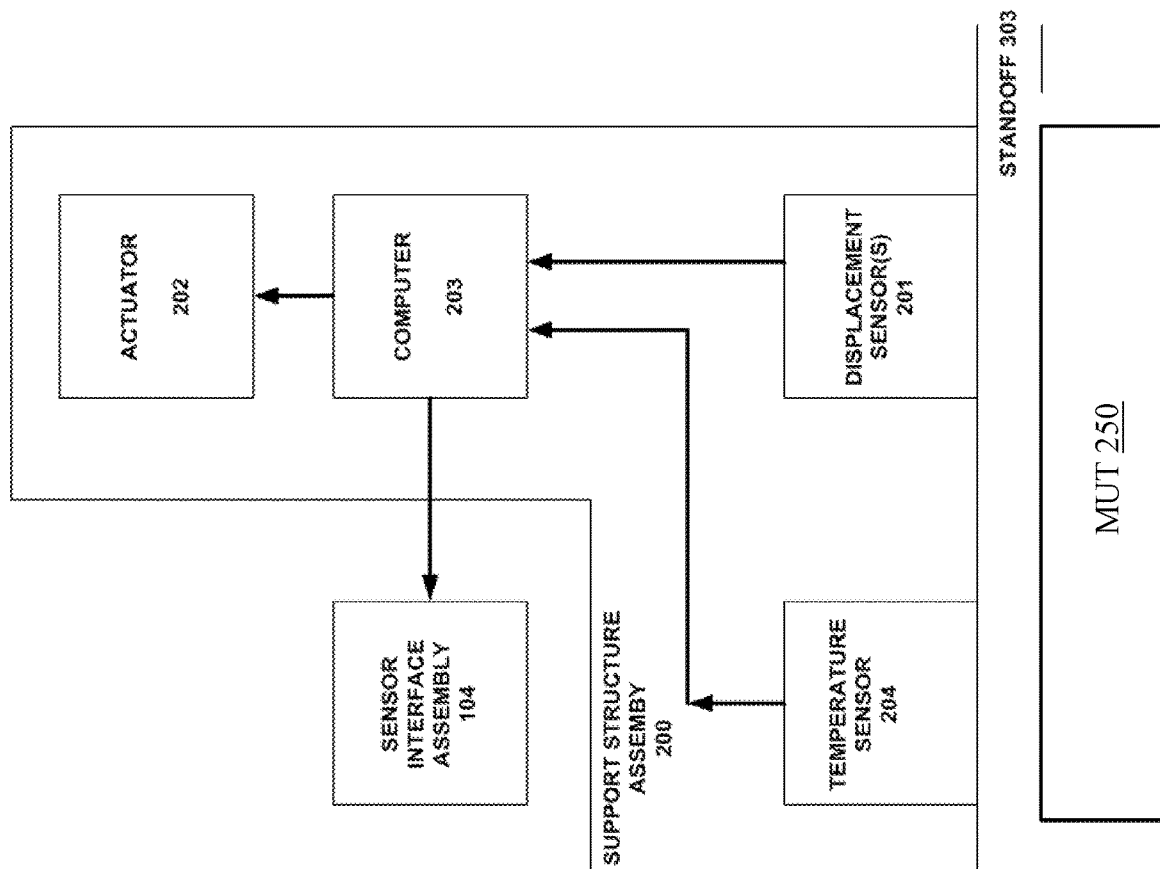 ACTUATOR
202
COMPUTER
203
SENSOR
INTERFACE
ASSEMBLY
104
SUPPORT STRUCTURE
ASSEMBY
200
DISPLACEMENT
SENSOR(S)
201
TEMPERATURE
SENSOR
204
STANDOFF 303
MUT 250